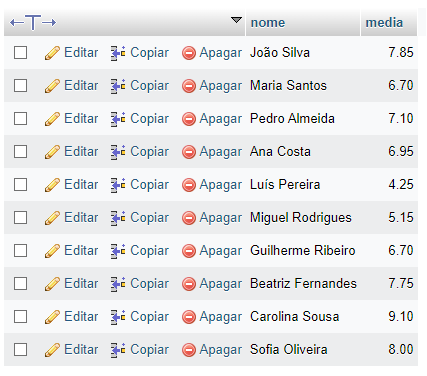 nome media
Editar Copiar Apagar João Silva 7.85
Editar Copiar Apagar Maria Santos 6.70
Editar Copiar Apagar Pedro Almeida 7.10
Editar Copiar Apagar Ana Costa 6.95
Editar Copiar Apagar Luís Pereira 4.25
Editar Copiar Apagar Miguel Rodrigues 5.15
Editar Copiar Apagar Guilherme Ribeiro 6.70
Editar Copiar Apagar Beatriz Fernandes 7.75
Editar Copiar Apagar Carolina Sousa 9.10
Editar Copiar Apagar Sofia Oliveira 8.00